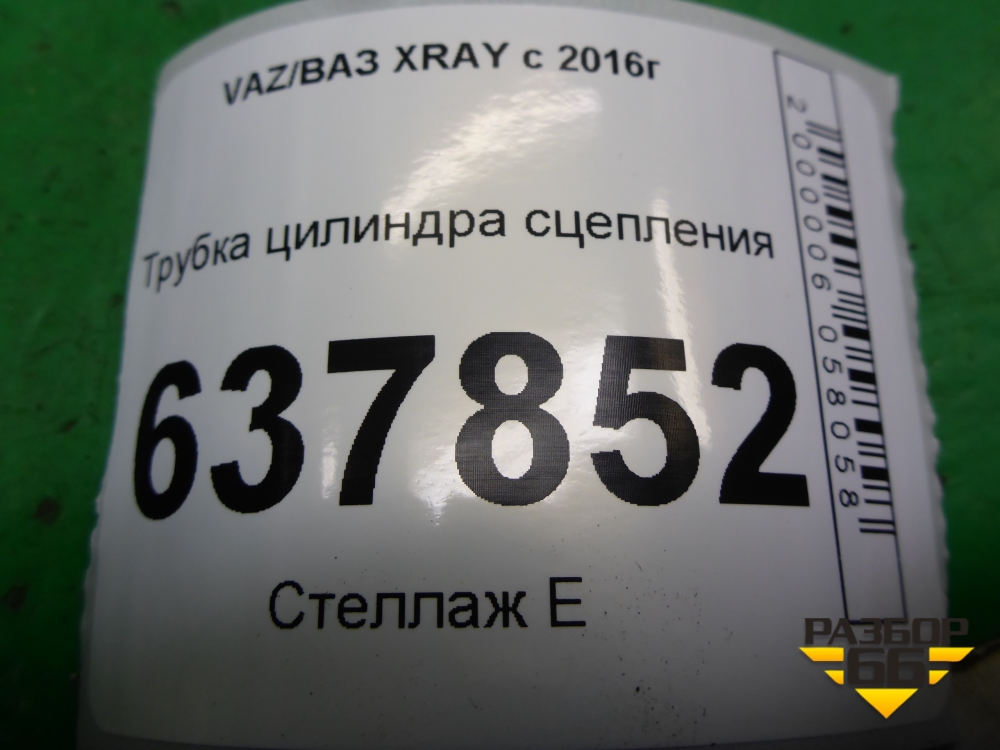 VAZ/ВАЗ XRAY с 2016г
Трубка цилиндра сцепления
637852
Стеллаж Е
2000006058058
РАЗБОР
66